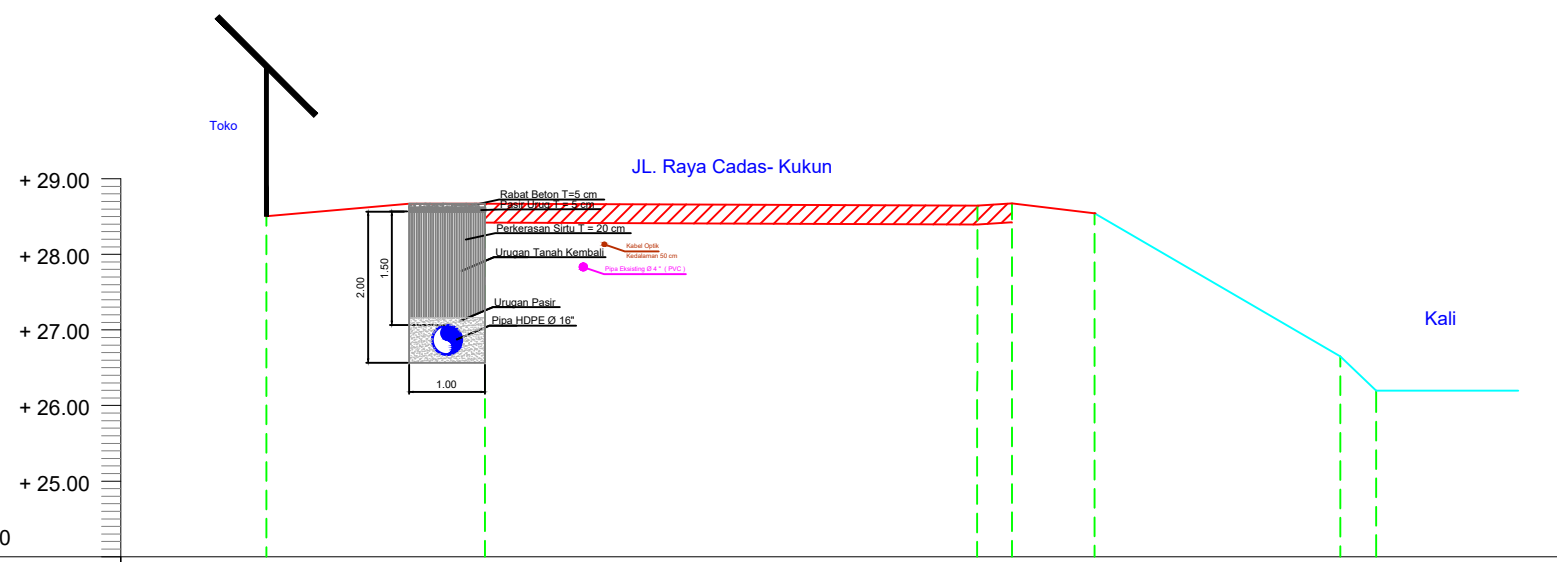 Toko
JL. Raya Cadas- Kukun
+ 29.00
Rabat Beton T=5 cm
Pasir Urug T = 5 cm
Perkerasan Sirtu T = 20 cm
Kabel Optik
Kedalaman 50 cm
+ 28.00
Urugan Tanah Kembali
Pipa Eksisting Ø 4 " ( PVC )
1.50
2.00
Urugan Pasir
Pipa HDPE Ø 16"
Kali
+ 27.00
1.00
+ 26.00
+ 25.00
0